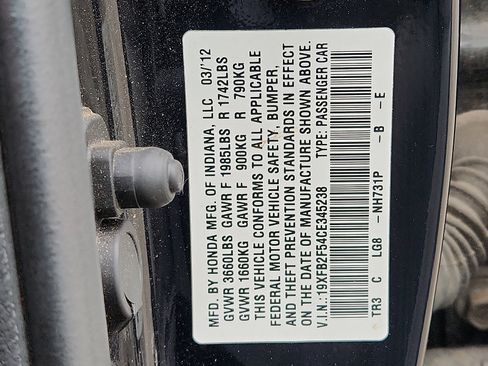 MFD. BY HONDA MFG. OF INDIANA, LLC 03/'12
GVWR 3660LBS GAWR F 1985LBS R 1742LBS
GVWR 1660KG GAWR F 900KG R 790KG
THIS VEHICLE CONFORMS TO ALL APPLICABLE
FEDERAL MOTOR VEHICLE SAFETY, BUMPER,
AND THEFT PREVENTION STANDARDS IN EFFECT
ON THE DATE OF MANUFACTURE SHOWN ABOVE.
V.I.N.:19XFB2F54CE345238 TYPE: PASSENGER CAR
TR3 C LG8 -NH731P -B -E